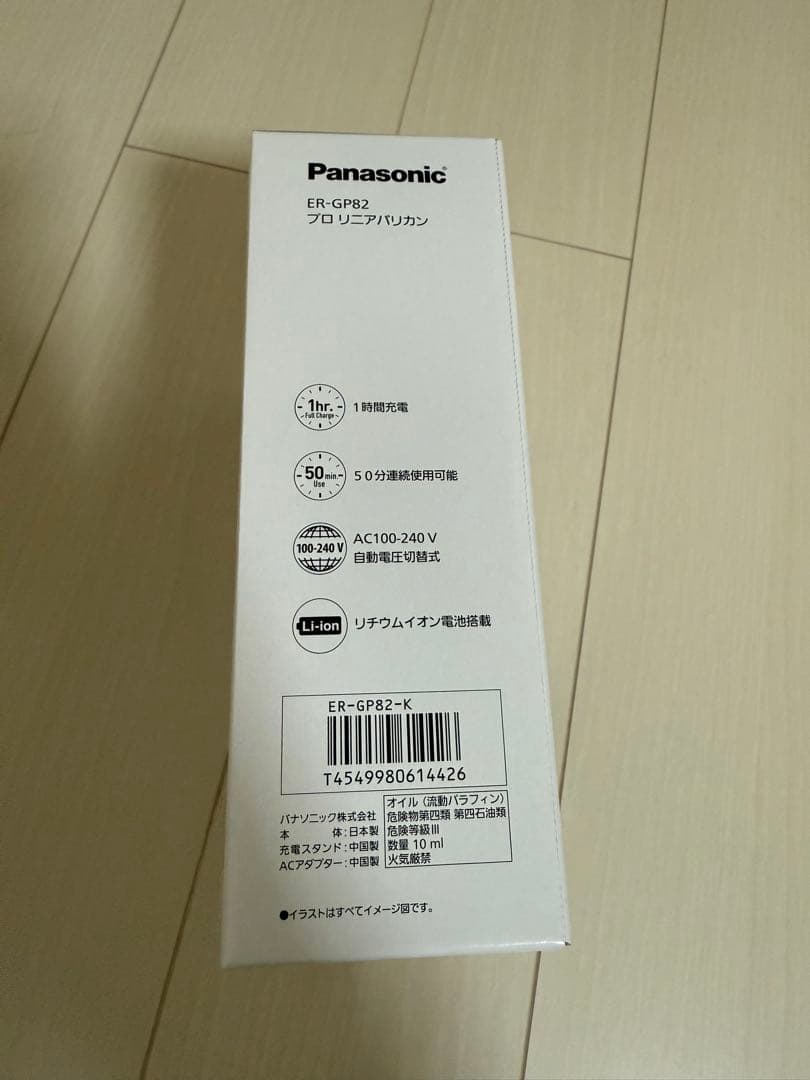 Panasonic
ER-GP82
プロ リニアバリカン
1hr.
Full Charge
1時間充電
50 min.
Use
50分連続使用可能
100-240 V
AC100-240 V
自動電圧切替式
Li-ion
リチウムイオン電池搭載
ER-GP82-K
T4549980614426
パナソニック株式会社
本　　体:日本製
充電スタンド:中国製
ACアダプター:中国製
オイル(流動パラフィン)
危険物第四類 第四石油類
危険等級Ⅲ
数量 10 ml
火気厳禁
●イラストはすべてイメージ図です。